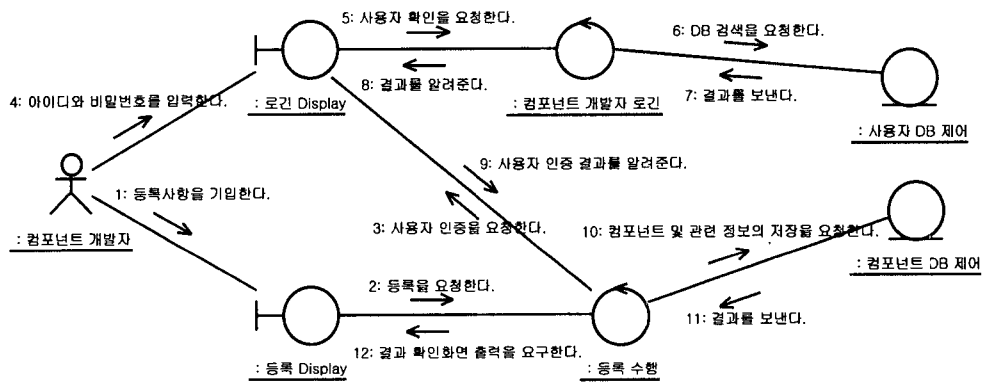 5: 사용자 확인을 요청한다.
6: DB 검색을 요청한다.
8: 결과를 알려준다.
7: 결과를 보낸다.
4: 아이디와 비밀번호를 입력한다.
: 로긴 Display
: 컴포넌트 개발자 로긴
: 사용자 DB 제어
9: 사용자 인증 결과를 알려준다.
1: 등록사항을 기입한다.
3: 사용자 인증을 요청한다.
10: 컴포넌트 및 관련 정보의 저장을 요청한다.
: 컴포넌트 개발자
: 컴포넌트 DB 제어
2: 등록을 요청한다.
11: 결과를 보낸다.
12: 결과 확인화면 출력을 요구한다.
: 등록 Display
: 등록 수행